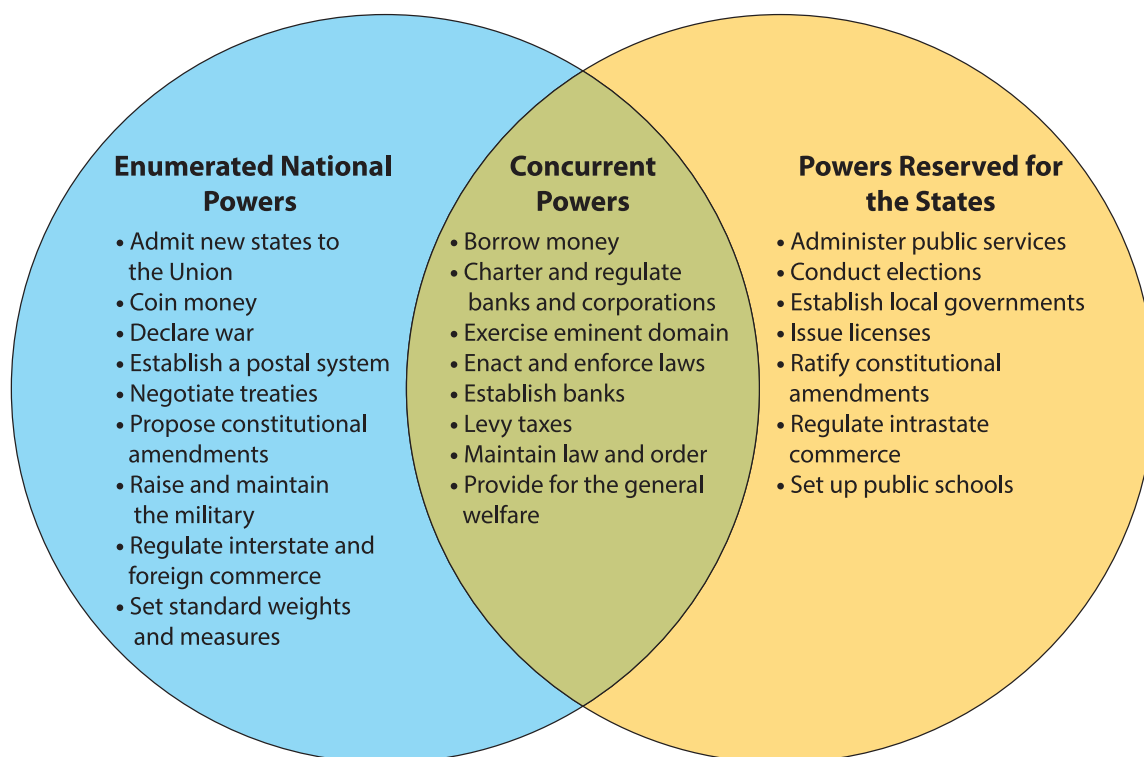 Enumerated National
Powers
• Admit new states to
the Union
• Coin money
• Declare war
• Establish a postal system
• Negotiate treaties
• Propose constitutional
amendments
• Raise and maintain
the military
• Regulate interstate and
foreign commerce
• Set standard weights
and measures
Concurrent
Powers
• Borrow money
• Charter and regulate
banks and corporations
• Exercise eminent domain
• Enact and enforce laws
• Establish banks
• Levy taxes
• Maintain law and order
• Provide for the general
welfare
Powers Reserved for
the States
• Administer public services
• Conduct elections
• Establish local governments
• Issue licenses
• Ratify constitutional
amendments
• Regulate intrastate
commerce
• Set up public schools